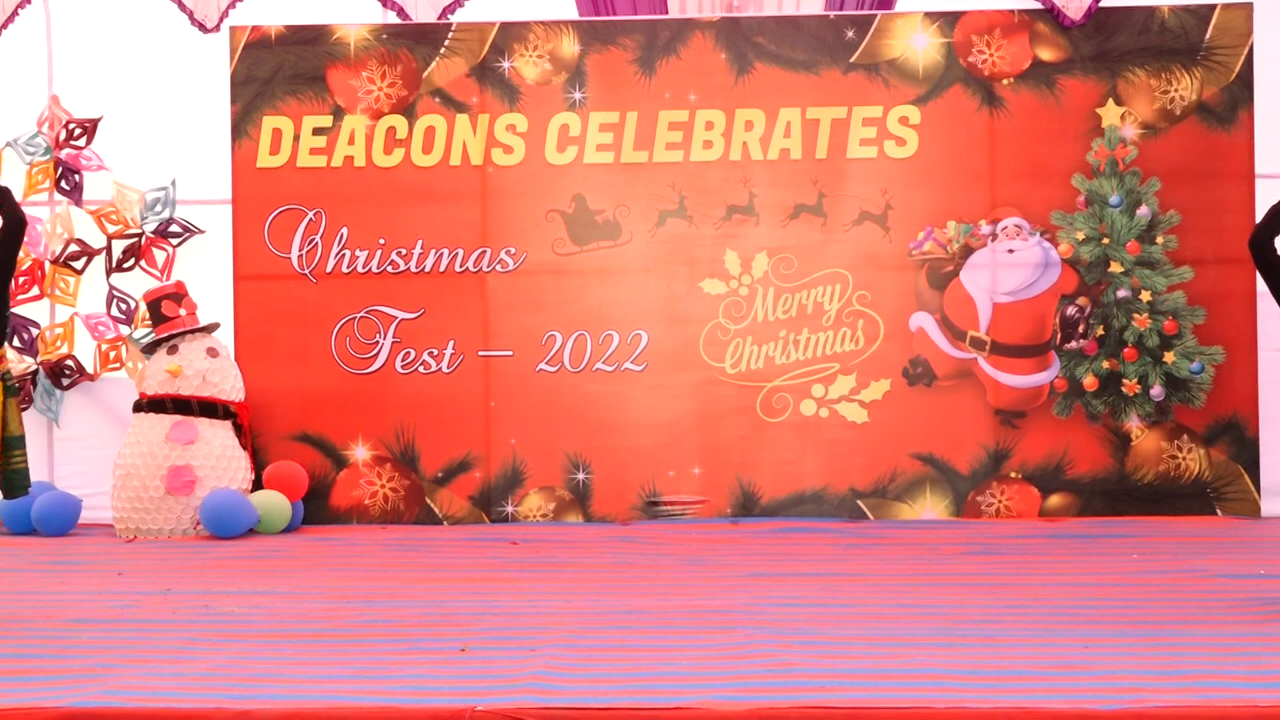 DEACONS CELEBRATES
Christmas
Fest – 2022
Merry
Christmas